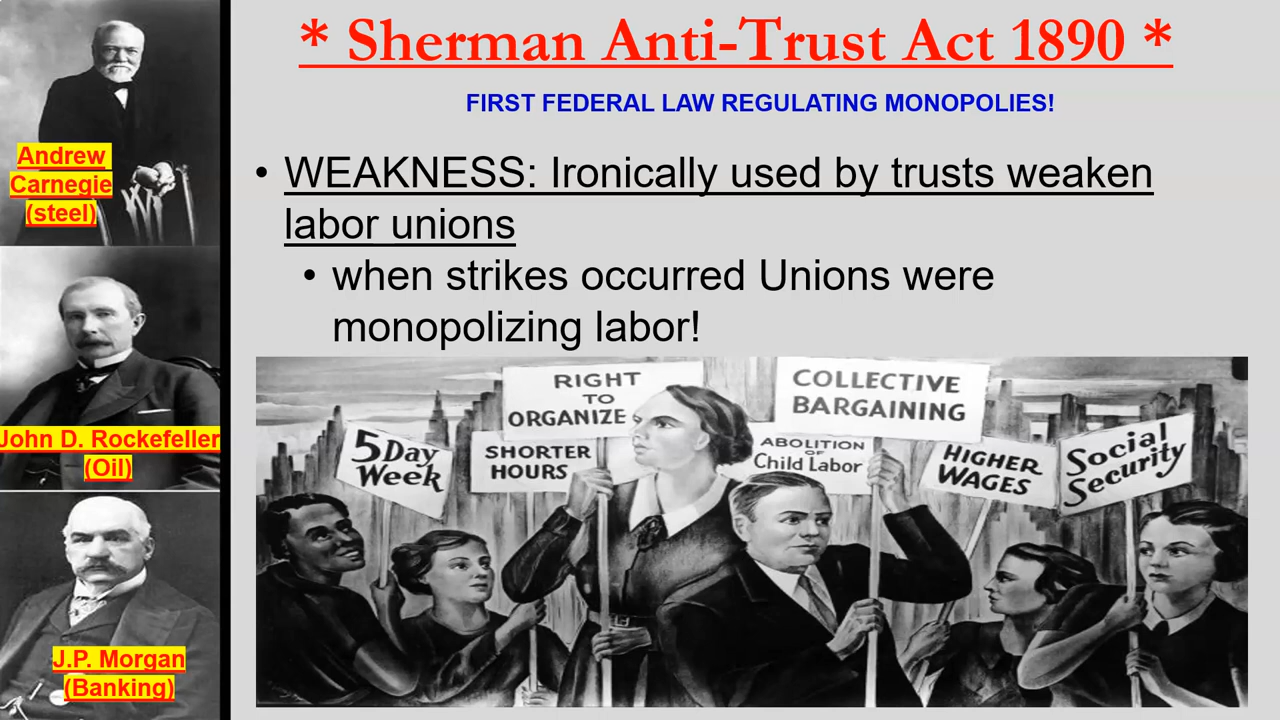 * Sherman Anti-Trust Act 1890 *
FIRST FEDERAL LAW REGULATING MONOPOLIES!
• WEAKNESS: Ironically used by trusts weaken
labor unions
• when strikes occurred Unions were
monopolizing labor!
Andrew
Carnegie
(steel)
John D. Rockefeller
(Oil)
J.P. Morgan
(Banking)
RIGHT
TO
ORGANIZE
COLLECTIVE
BARGAINING
5 Day
Week
SHORTER
HOURS
ABOLITION
OF
Child Labor
HIGHER
WAGES
Social
Security